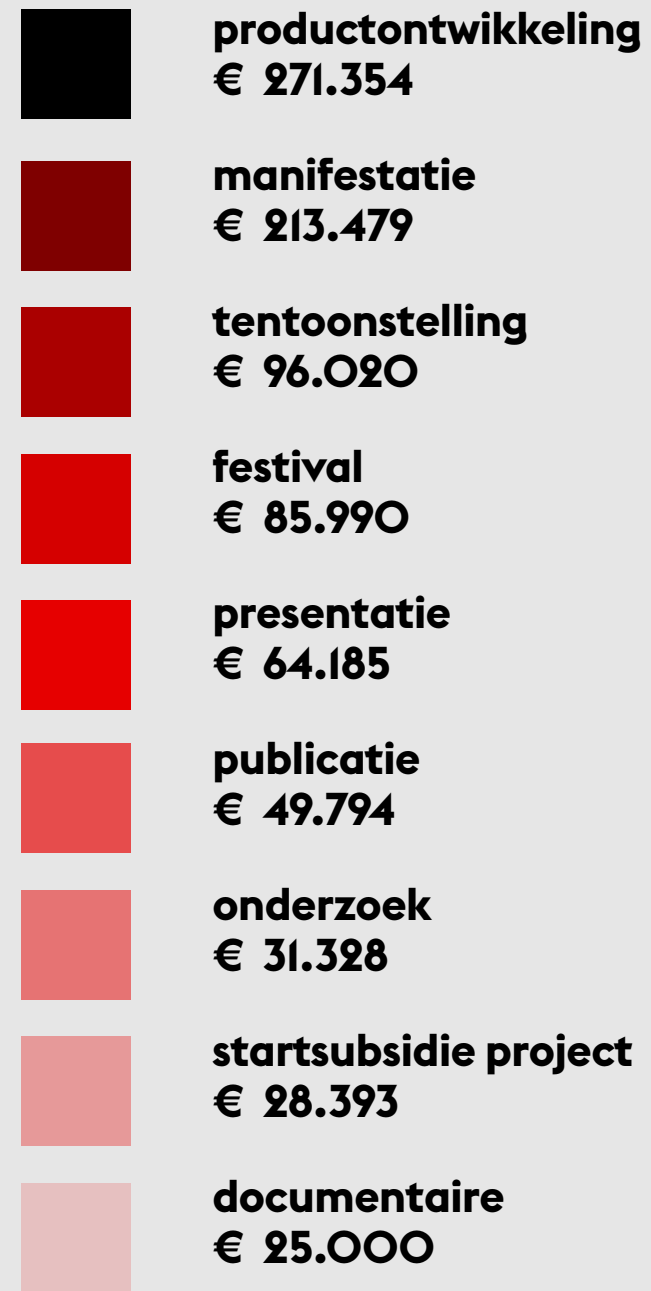 productontwikkeling
€ 271.354
manifestatie
€ 213.479
tentoonstelling
€ 96.020
festival
€ 85.990
presentatie
€ 64.185
publicatie
€ 49.794
onderzoek
€ 31.328
startsubsidie project
€ 28.393
documentaire
€ 25.000